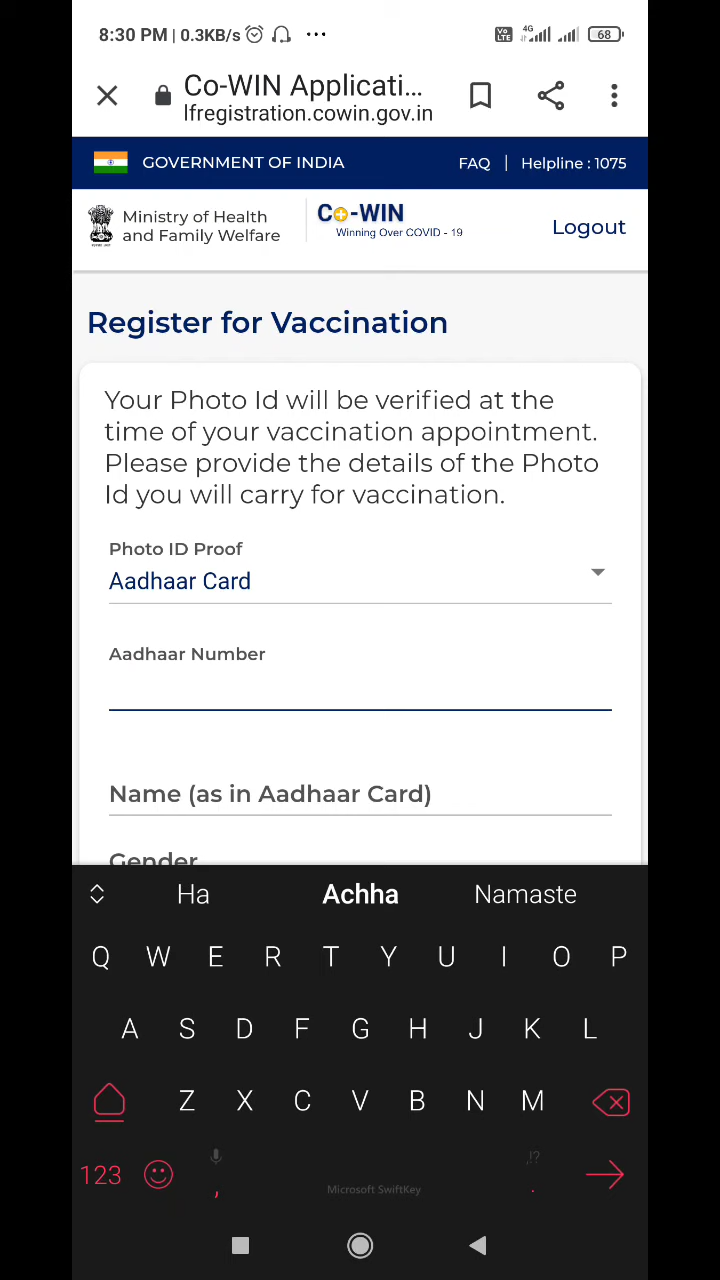 8:30 PM | 0.3KB/s ...
Vo LTE 4G 68
Co-WIN Applicati...
lfregistration.cowin.gov.in
GOVERNMENT OF INDIA FAQ | Helpline : 1075
Ministry of Health
and Family Welfare
Co-WIN
Winning Over COVID - 19
Logout
Register for Vaccination
Your Photo Id will be verified at the
time of your vaccination appointment.
Please provide the details of the Photo
Id you will carry for vaccination.
Photo ID Proof
Aadhaar Card
Aadhaar Number
Name (as in Aadhaar Card)
Gender
Ha Achha Namaste
Q W E R T Y U I O P
A S D F G H J K L
Z X C V B N M
123 , Microsoft SwiftKey ,!? .